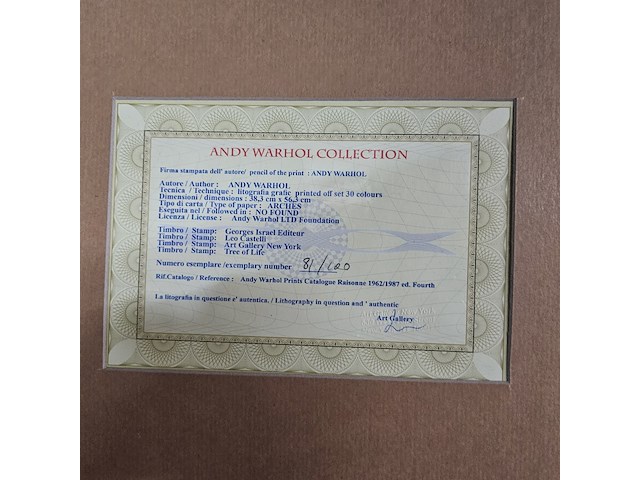 ANDY WARHOL COLLECTION
Firma stampata dell' autore/ pencil of the print : ANDY WARHOL
Autore / Author : ANDY WARHOL
Tecnica / Technique : litografia grafic printed off set 30 colours
Dimensioni / dimensions : 38,3 cm x 56,3 cm
Tipo di carta / Type of paper : ARCHES
Eseguita nel / Followed in : NO FOUND
Licenza / License : Andy Warhol LTD Foundation
Timbro / Stamp: Georges Israel Editeur
Timbro / Stamp: Leo Castelli
Timbro / Stamp: Art Gallery New York
Timbro / Stamp: Tree of Life
Numero esemplare /exemplary number 81/100
Rif.Catalogo / Reference : Andy Warhol Prints Catalogue Raisonne 1962/1987 ed. Fourth
La litografia in questione e' autentica, / Lithography in question and ' authentic
Art Gallery